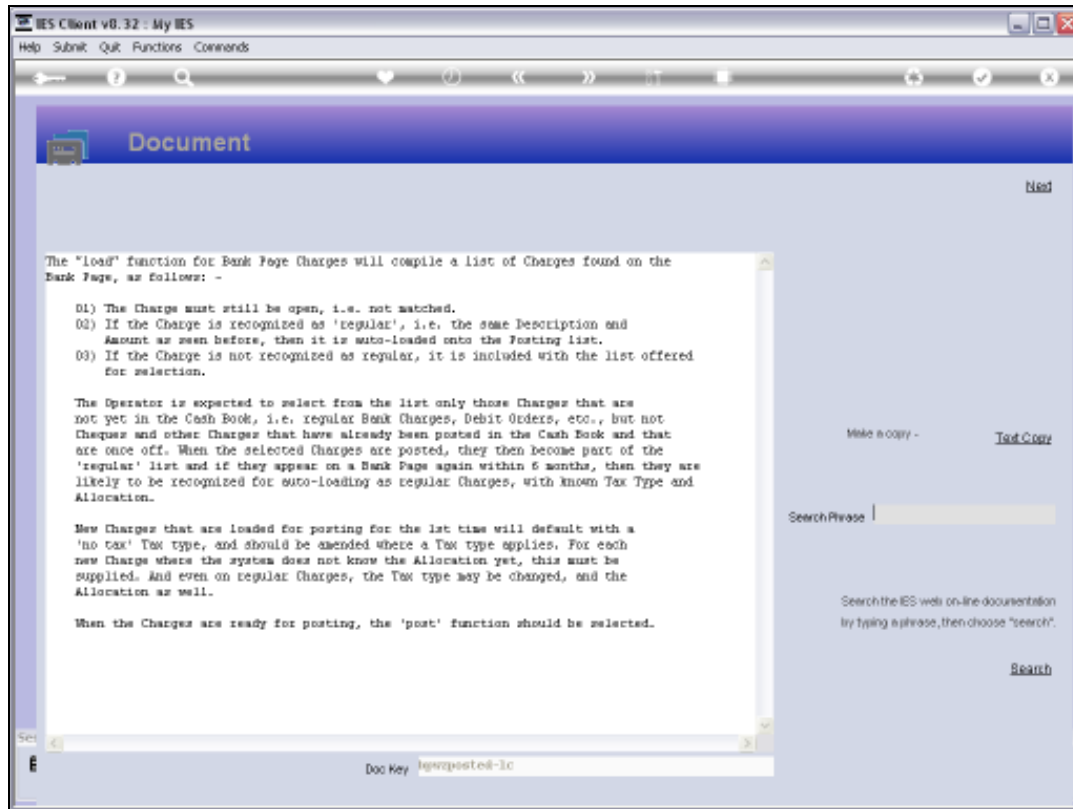 IES Client v8.32 : My IES
Help Submit Quit Functions Commands
Document
Next
The "load" function for Bank Page Charges will compile a list of Charges found on the
Bank Page, as follows: -
01) The Charge must still be open, i.e. not matched.
02) If the Charge is recognized as 'regular', i.e. the same Description and
Amount as seen before, then it is auto-loaded onto the Posting list.
03) If the Charge is not recognized as regular, it is included with the list offered
for selection.
The Operator is expected to select from the list only those Charges that are
not yet in the Cash Book, i.e. regular Bank Charges, Debit Orders, etc., but not
Cheques and other Charges that have already been posted in the Cash Book and that
are once off. When the selected Charges are posted, they then become part of the
'regular' list and if they appear on a Bank Page again within 6 months, then they are
likely to be recognized for auto-loading as regular Charges, with known Tax Type and
Allocation.
New Charges that are loaded for posting for the 1st time will default with a
'no tax' Tax type, and should be amended where a Tax type applies. For each
new Charge where the system does not know the Allocation yet, this must be
supplied. And even on regular Charges, the Tax type may be changed, and the
Allocation as well.
When the Charges are ready for posting, the 'post' function should be selected.
Make a copy -
Text Copy
Search Phrase
Search the IES web on-line documentation
by typing a phrase, then choose "search".
Search
Doc Key